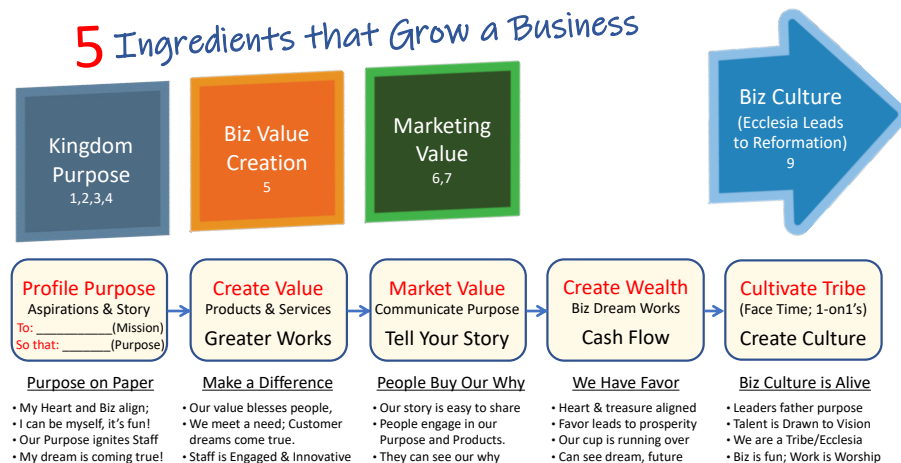 5 Ingredients that Grow a Business
Kingdom
Purpose
1,2,3,4
Biz Value
Creation
5
Marketing
Value
6,7
Biz Culture
(Ecclesia Leads
to Reformation)
9
Profile Purpose
Aspirations & Story
To: ___________(Mission)
So that: _______(Purpose)
Create Value
Products & Services
Greater Works
Market Value
Communicate Purpose
Tell Your Story
Create Wealth
Biz Dream Works
Cash Flow
Cultivate Tribe
(Face Time; 1-on1's)
Create Culture
Purpose on Paper
• My Heart and Biz align;
• I can be myself, it's fun!
• Our Purpose ignites Staff
• My dream is coming true!
Make a Difference
• Our value blesses people,
• We meet a need; Customer
dreams come true.
• Staff is Engaged & Innovative
People Buy Our Why
• Our story is easy to share
• People engage in our
Purpose and Products.
• They can see our why
We Have Favor
• Heart & treasure aligned
• Favor leads to prosperity
• Our cup is running over
• Can see dream, future
Biz Culture is Alive
• Leaders father purpose
• Talent is Drawn to Vision
• We are a Tribe/Ecclesia
• Biz is fun; Work is Worship